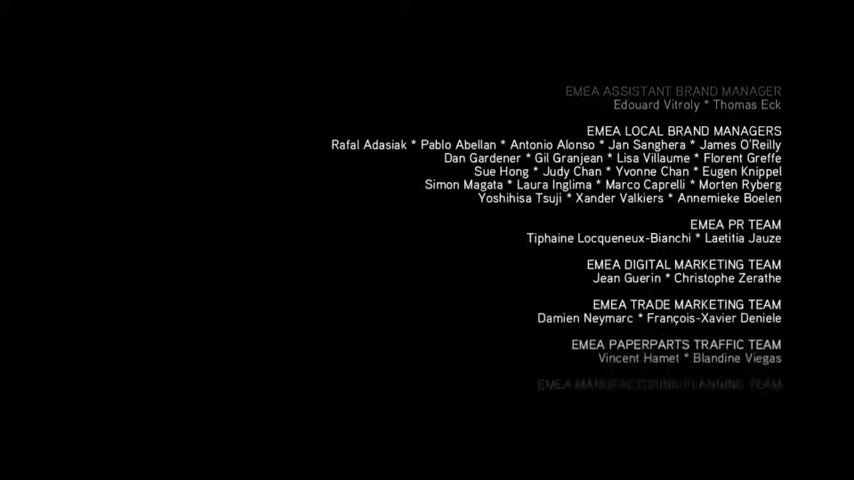 EMEA ASSISTANT BRAND MANAGER
Edouard Vitroly * Thomas Eck
EMEA LOCAL BRAND MANAGERS
Rafal Adasiak * Pablo Abellan * Antonio Alonso * Jan Sanghera * James O'Reilly
Dan Gardener * Gil Granjean * Lisa Villaume * Florent Greffe
Sue Hong * Judy Chan * Yvonne Chan * Eugen Knippel
Simon Magata * Laura Inglima * Marco Caprelli * Morten Ryberg
Yoshihisa Tsuji * Xander Valkiers * Annemieke Boelen
EMEA PR TEAM
Tiphaine Locqueneux-Bianchi * Laetitia Jauze
EMEA DIGITAL MARKETING TEAM
Jean Guerin * Christophe Zerathe
EMEA TRADE MARKETING TEAM
Damien Neymarc * François-Xavier Deniele
EMEA PAPERPARTS TRAFFIC TEAM
Vincent Hamet * Blandine Viegas
EMEA PLANNING TEAM